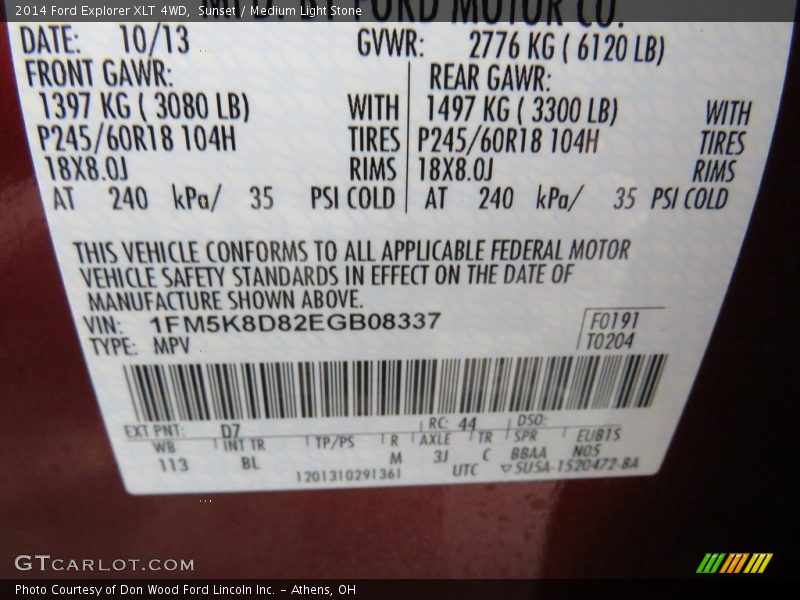 2014 Ford Explorer XLT 4WD, Sunset / Medium Light Stone
MFD BY FORD MOTOR CO.
DATE: 10/13 GVWR: 2776 KG ( 6120 LB)
FRONT GAWR: REAR GAWR:
1397 KG ( 3080 LB) WITH 1497 KG ( 3300 LB) WITH
P245/60R18 104H TIRES P245/60R18 104H TIRES
18X8.0J RIMS 18X8.0J RIMS
AT 240 kPa/ 35 PSI COLD AT 240 kPa/ 35 PSI COLD
THIS VEHICLE CONFORMS TO ALL APPLICABLE FEDERAL MOTOR
VEHICLE SAFETY STANDARDS IN EFFECT ON THE DATE OF
MANUFACTURE SHOWN ABOVE.
VIN: 1FM5K8D82EGB08337 F0191
TYPE: MPV T0204
EXT PNT: D7 RC: 44 DSO:
WB INT TR TP/PS R AXLE TR SPR EUB1S
113 BL M 3J C BBAA N05
1201310291361 UTC ▽5USA-1520472-BA
GTCARLOT.COM
Photo Courtesy of Don Wood Ford Lincoln Inc. - Athens, OH